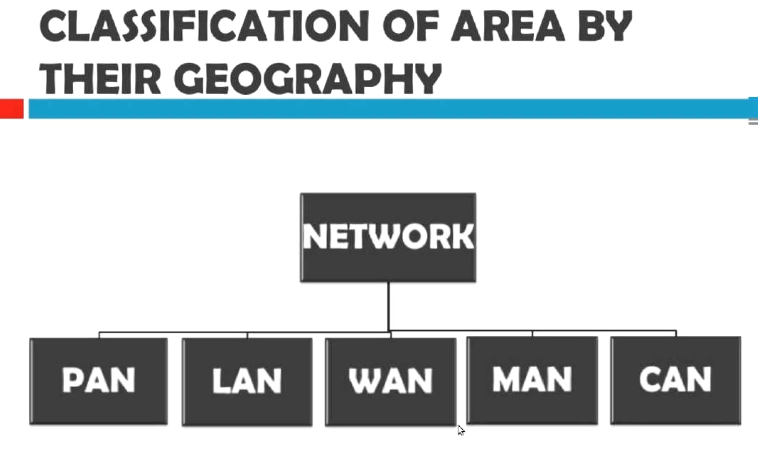 CLASSIFICATION OF AREA BY
THEIR GEOGRAPHY
NETWORK
PAN
LAN
WAN
MAN
CAN